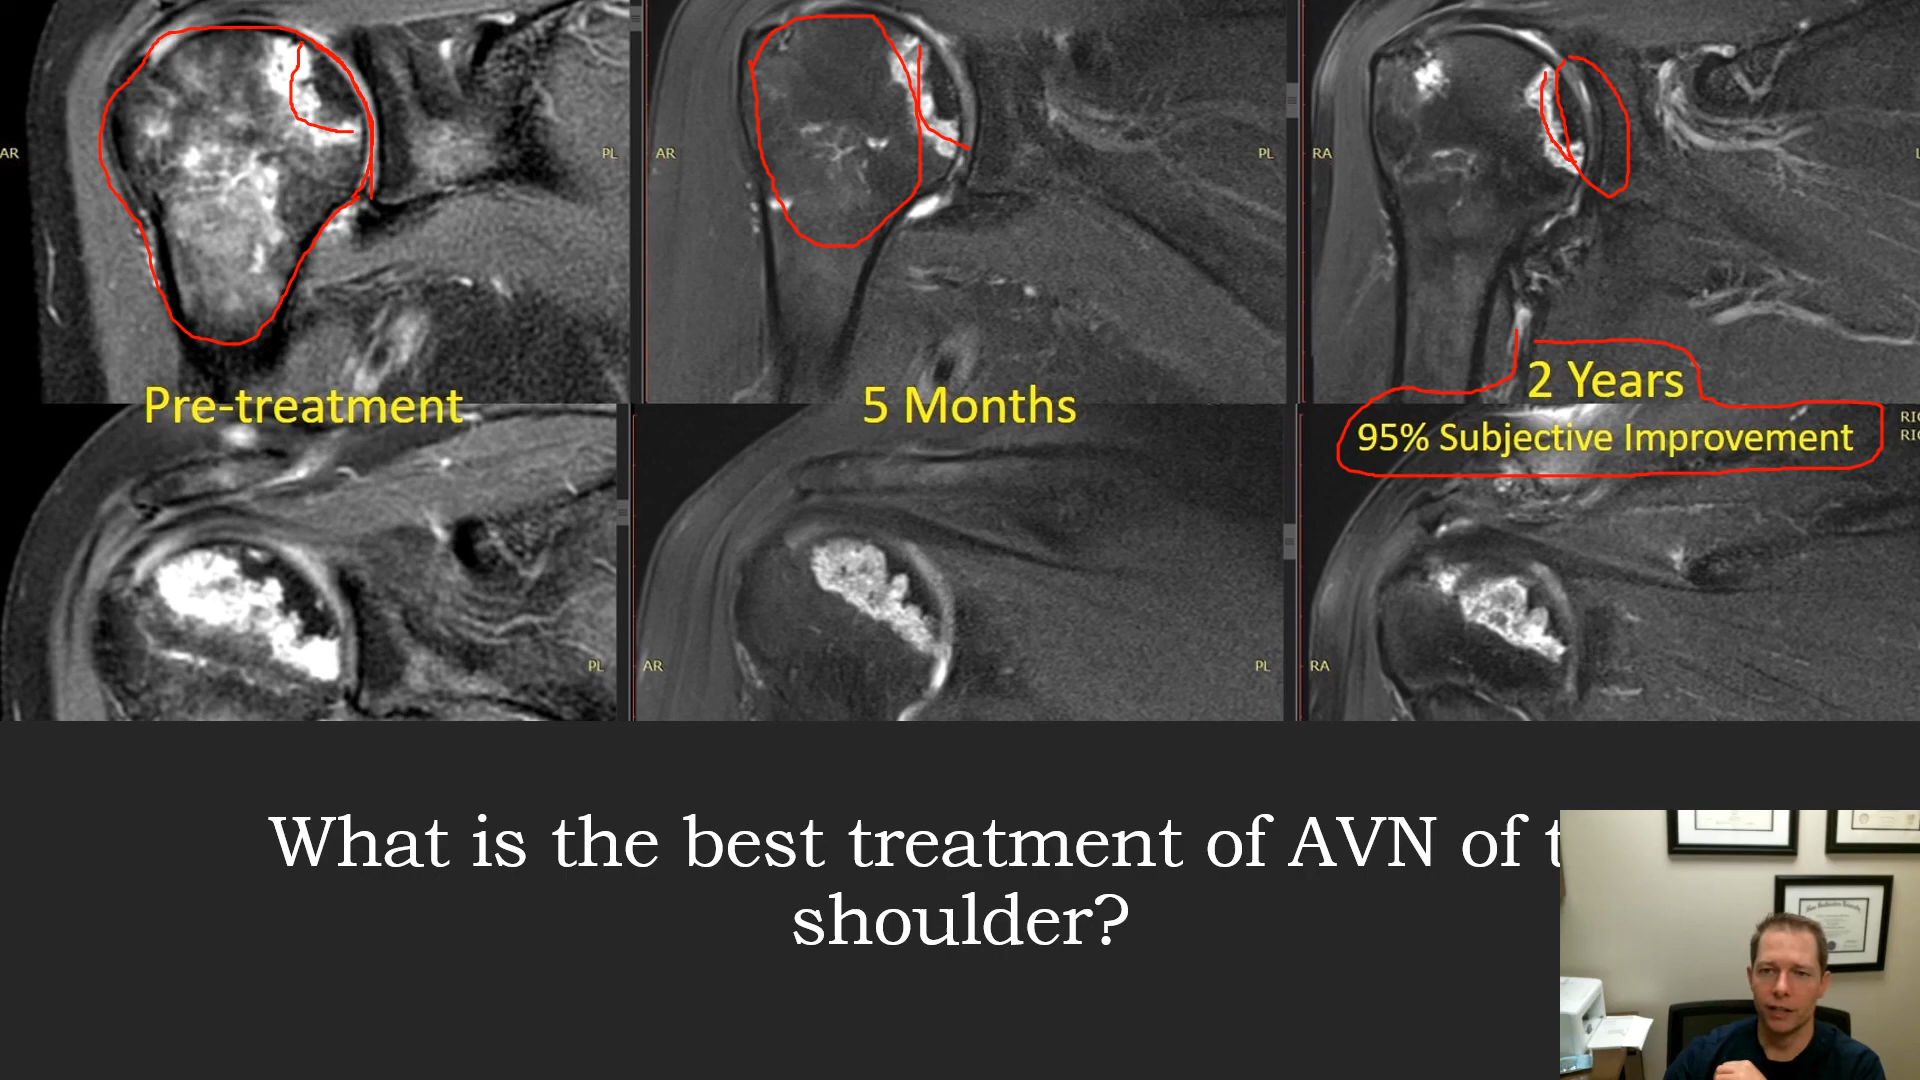 AR
PL
AR
PL
RA
L
Pre-treatment
5 Months
2 Years
95% Subjective Improvement
PL
AR
PL
RA
What is the best treatment of AVN of
shoulder?